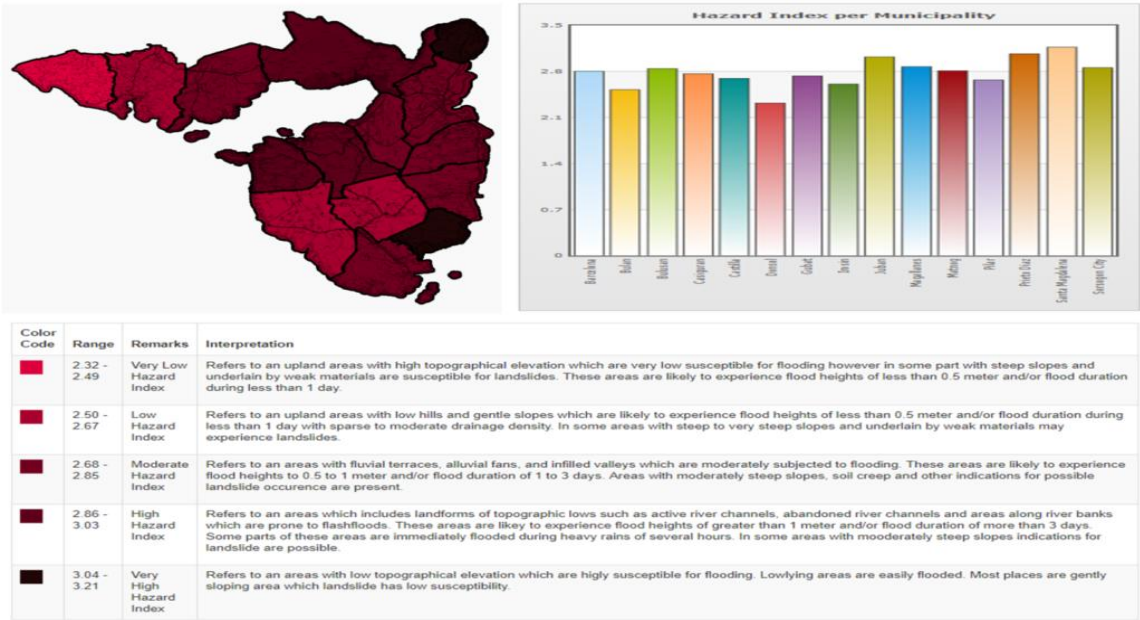 Hazard Index per Municipality
3.5
2.8
2.1
1.4
0.7
0
Barcelona
Bulan
Bulusan
Casiguran
Castilla
Donsol
Gubat
Irosin
Juban
Magallanes
Matnog
Pilar
Prieto Diaz
Santa Magdalena
Sorsogon City
Color Code Range Remarks Interpretation
2.32 - 2.49
Very Low Hazard Index
Refers to an upland areas with high topographical elevation which are very low susceptible for flooding however in some part with steep slopes and
underlain by weak materials are susceptible for landslides. These areas are likely to experience flood heights of less than 0.5 meter and/or flood duration
during less than 1 day.
2.50 - 2.67
Low Hazard Index
Refers to an upland areas with low hills and gentle slopes which are likely to experience flood heights of less than 0.5 meter and/or flood duration during
less than 1 day with sparse to moderate drainage density. In some areas with steep to very steep slopes and underlain by weak materials may
experience landslides.
2.68 - 2.85
Moderate Hazard Index
Refers to an areas with fluvial terraces, alluvial fans, and infilled valleys which are moderately subjected to flooding. These areas are likely to experience
flood heights to 0.5 to 1 meter and/or flood duration of 1 to 3 days. Areas with moderately steep slopes, soil creep and other indications for possible
landslide occurence are present.
2.86 - 3.03
High Hazard Index
Refers to an areas which includes landforms of topographic lows such as active river channels, abandoned river channels and areas along river banks
which are prone to flashfloods. These areas are likey to experience flood heights of greater than 1 meter and/or flood duration of more than 3 days.
Some parts of these areas are immediately flooded during heavy rains of several hours. In some areas with mooderately steep slopes indications for
landslide are possible.
3.04 - 3.21
Very High Hazard Index
Refers to an areas with low topographical elevation which are higly susceptible for flooding. Lowlying areas are easily flooded. Most places are gently
sloping area which landslide has low susceptibility.